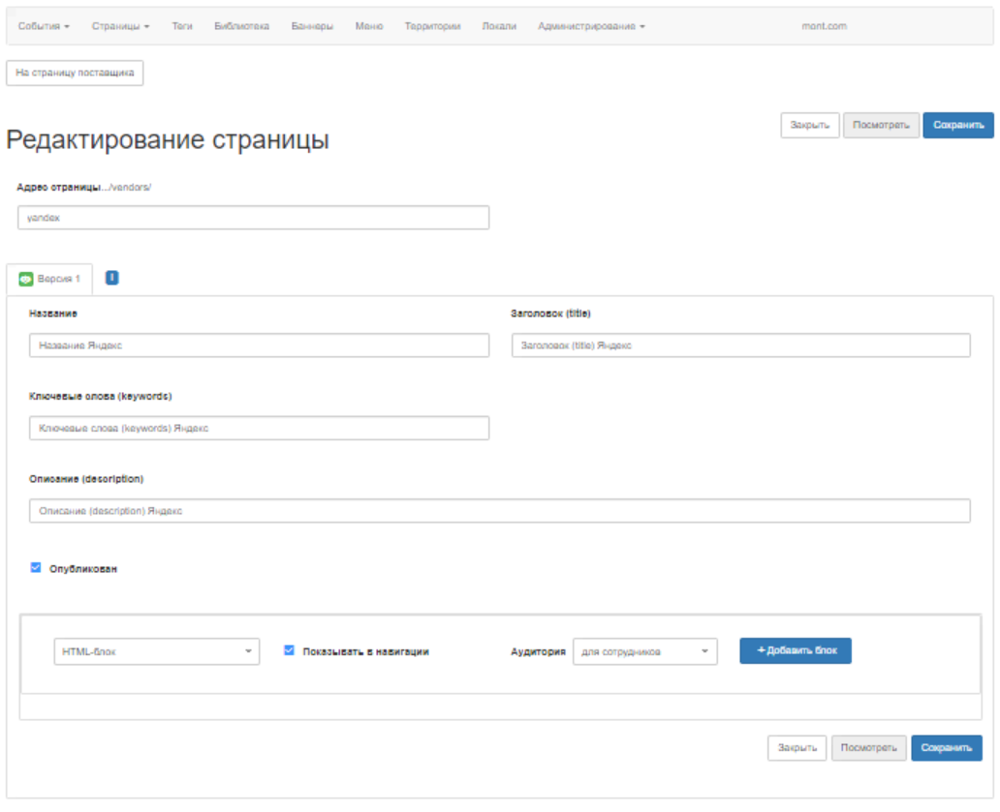 События Страницы Теги Библиотека Баннеры Меню Территории Локали Администрирование mont.com
На страницу поставщика
Редактирование страницы
Закрыть Посмотреть Сохранить
Адрес страницы.../vendors/
yandex
Версия 1
Название Заголовок (title)
Название Яндекс Заголовок (title) Яндекс
Ключевые слова (keywords)
Ключевые слова (keywords) Яндекс
Описание (description)
Описание (description) Яндекс
Опубликован
HTML-блок Показывать в навигации Аудитория для сотрудников +Добавить блок
Закрыть Посмотреть Сохранить